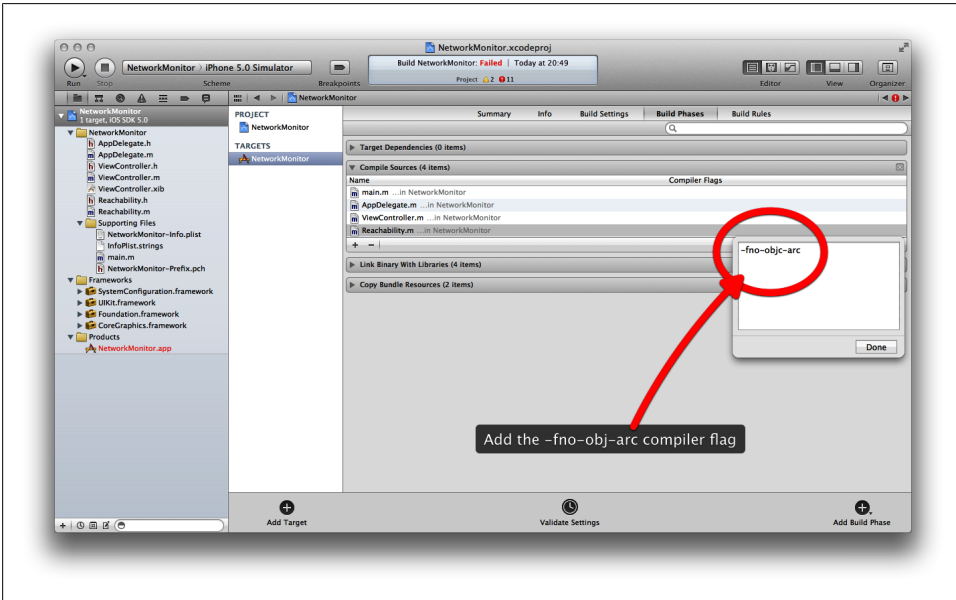 NetworkMonitor.xcodeproj
Build NetworkMonitor: Failed | Today at 20:49
NetworkMonitor › iPhone 5.0 Simulator
Project 2 11
Run Stop Scheme Breakpoints Editor View Organizer
NetworkMonitor
NetworkMonitor
1 target, iOS SDK 5.0
NetworkMonitor
AppDelegate.h
AppDelegate.m
ViewController.h
ViewController.m
ViewController.xib
Reachability.h
Reachability.m
Supporting Files
NetworkMonitor-Info.plist
InfoPlist.strings
main.m
NetworkMonitor-Prefix.pch
Frameworks
SystemConfiguration.framework
UIKit.framework
Foundation.framework
CoreGraphics.framework
Products
NetworkMonitor.app
PROJECT
NetworkMonitor
TARGETS
NetworkMonitor
Summary Info Build Settings Build Phases Build Rules
Target Dependencies (0 items)
Compile Sources (4 items)
Name Compiler Flags
main.m ...in NetworkMonitor
AppDelegate.m ...in NetworkMonitor
ViewController.m ...in NetworkMonitor
Reachability.m ...in NetworkMonitor
Link Binary With Libraries (4 items)
Copy Bundle Resources (2 items)
-fno-objc-arc
Done
Add the -fno-obj-arc compiler flag
Add Target Validate Settings Add Build Phase